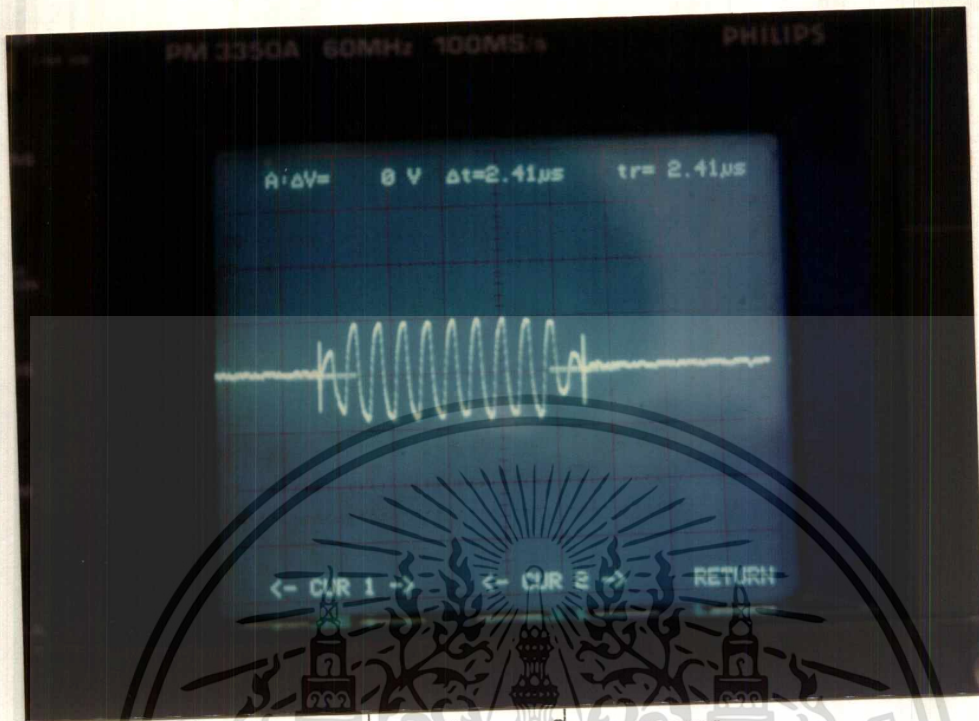 PM 3350A 60MHz 100MS/s PHILIPS
A:ΔV= 0 V Δt=2.41µs tr= 2.41µs
<- CUR 1 -> <- CUR 2 -> RETURN